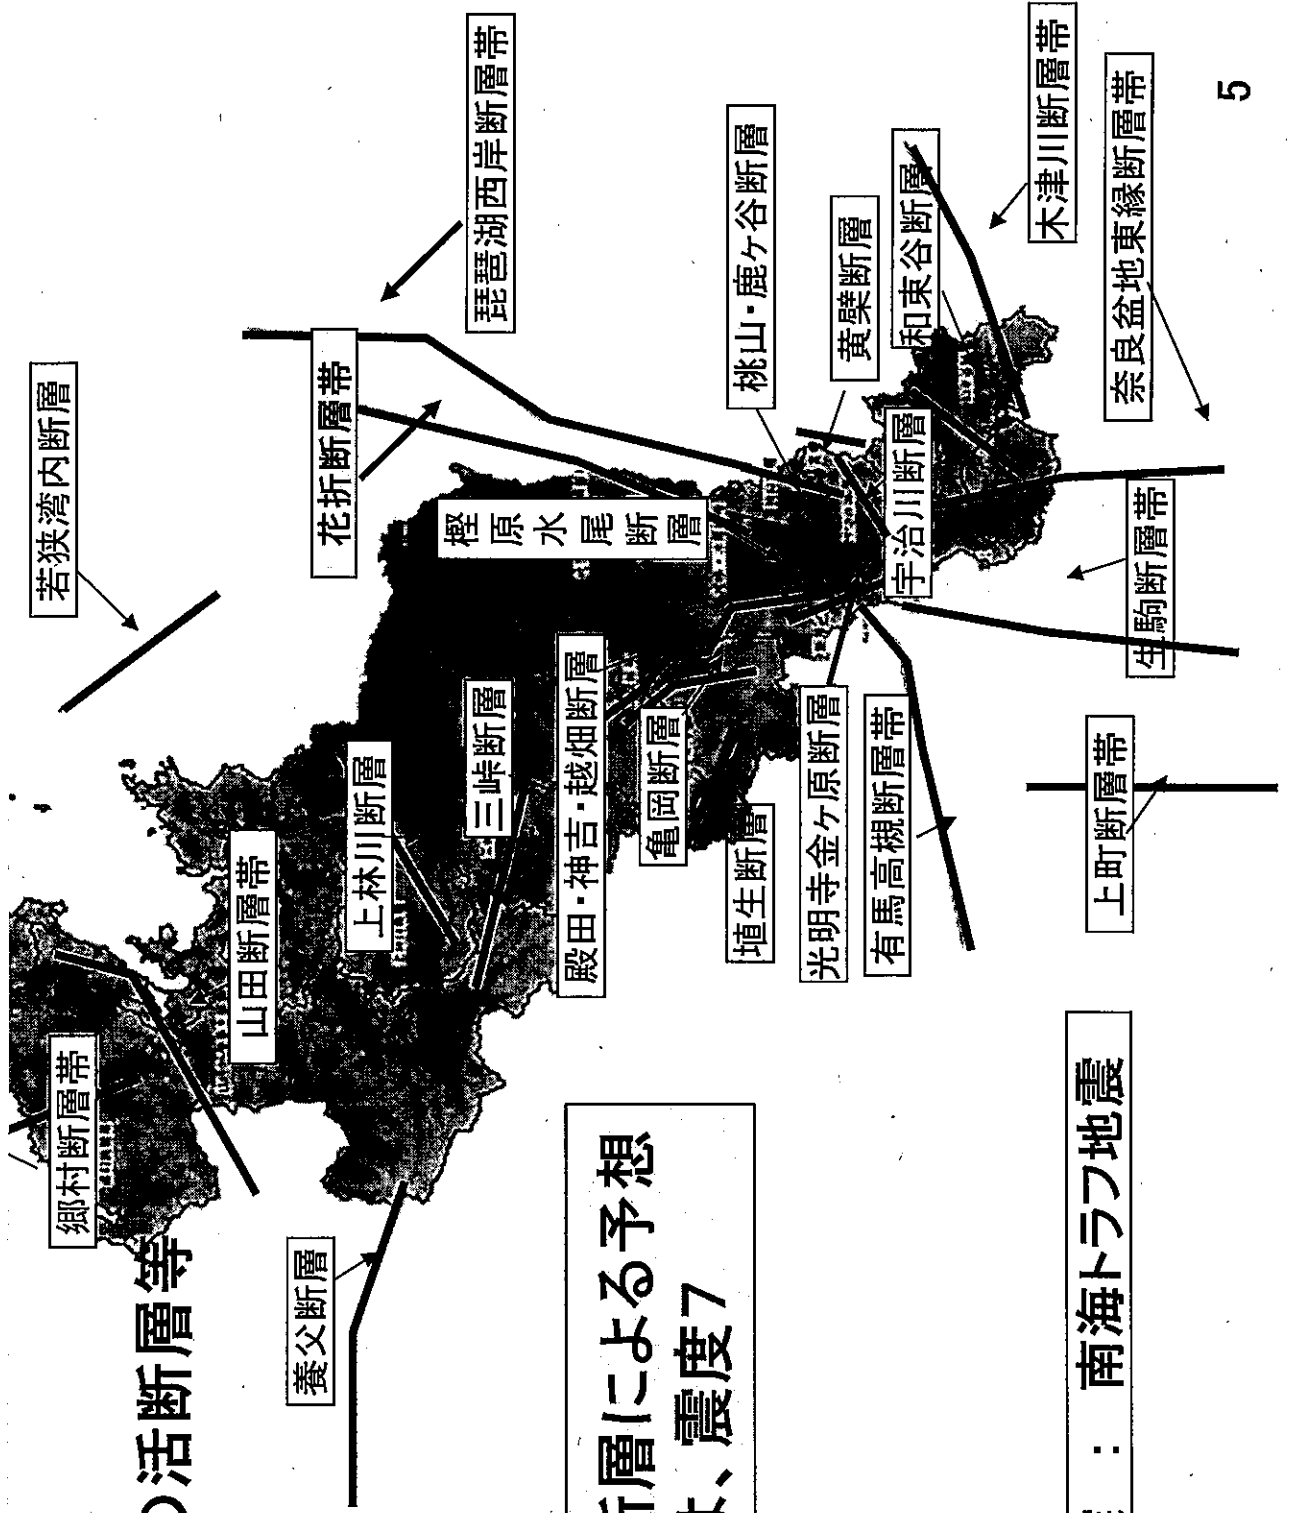 の活断層等
断層による予想
は、震度7
： 南海トラフ地震
郷村断層帯
山田断層帯
養父断層
若狭湾内断層
上林川断層
三峠断層
殿田・神吉・越畑断層
亀岡断層
埴生断層
光明寺金ヶ原断層
有馬高槻断層帯
上町断層帯
花折断層帯
樫原水尾断層
琵琶湖西岸断層帯
桃山・鹿ヶ谷断層
黄檗断層
和束谷断層
宇治川断層
木津川断層帯
奈良盆地東縁断層帯
生駒断層帯
5